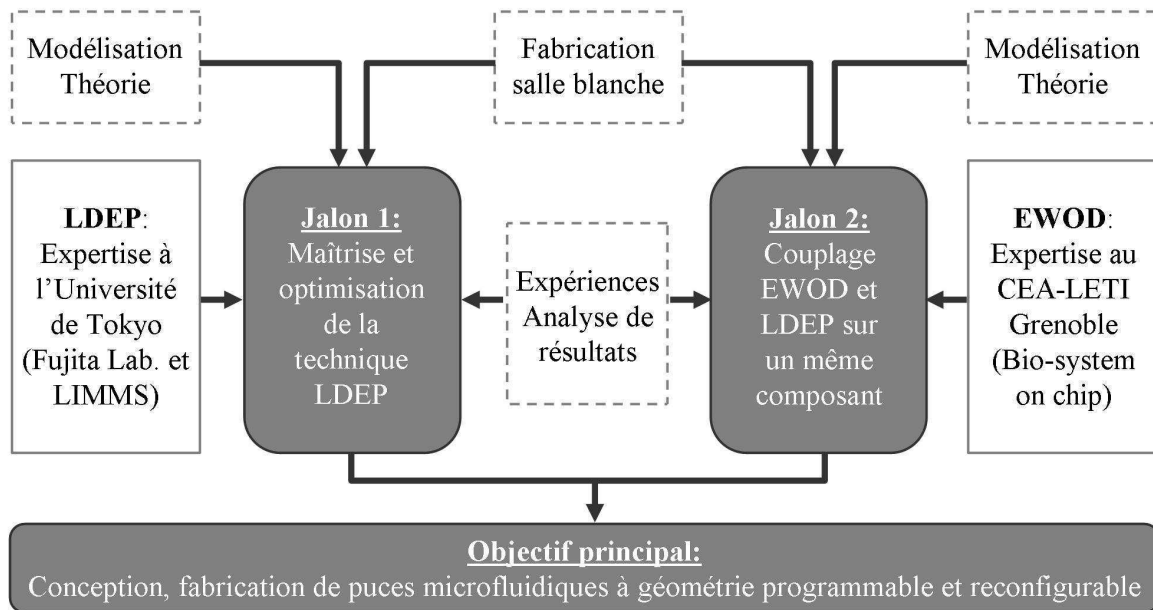 Modélisation
Théorie
Fabrication
salle blanche
Modélisation
Théorie
LDEP:
Expertise à
l’Université
de Tokyo
(Fujita Lab. et
LIMMS)
Jalon 1:
Maîtrise et
optimisation
de la
technique
LDEP
Expériences
Analyse de
résultats
Jalon 2:
Couplage
EWOD et
LDEP sur
un même
composant
EWOD:
Expertise au
CEA-LETI
Grenoble
(Bio-system
on chip)
Objectif principal:
Conception, fabrication de puces microfluidiques à géométrie programmable et reconfigurable